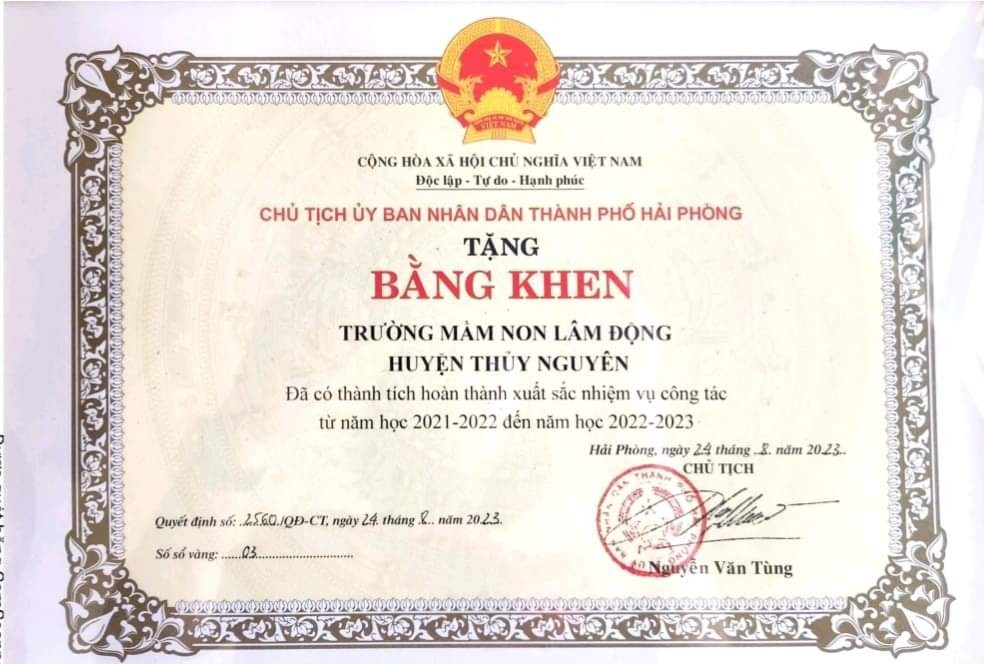 VIỆT NAM
CỘNG HÒA XÃ HỘI CHỦ NGHĨA VIỆT NAM
Độc lập - Tự do - Hạnh phúc
CHỦ TỊCH ỦY BAN NHÂN DÂN THÀNH PHỐ HẢI PHÒNG
TẶNG
BẰNG KHEN
TRƯỜNG MẦM NON LÂM ĐỘNG
HUYỆN THỦY NGUYÊN
Đã có thành tích hoàn thành xuất sắc nhiệm vụ công tác
từ năm học 2021-2022 đến năm học 2022-2023
Hải Phòng, ngày 24 tháng ..8.. năm 2023..
CHỦ TỊCH
Quyết định số: ..2560./QĐ-CT, ngày 24. tháng 8.. năm 2023.
Số sổ vàng: ......03............................
Nguyễn Văn Tùng